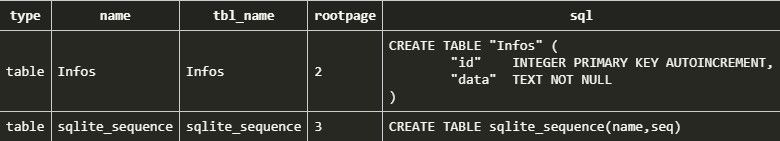 type name tbl_name rootpage sql
table Infos Infos 2 CREATE TABLE "Infos" (
"id" INTEGER PRIMARY KEY AUTOINCREMENT,
"data" TEXT NOT NULL
)
table sqlite_sequence sqlite_sequence 3 CREATE TABLE sqlite_sequence(name,seq)